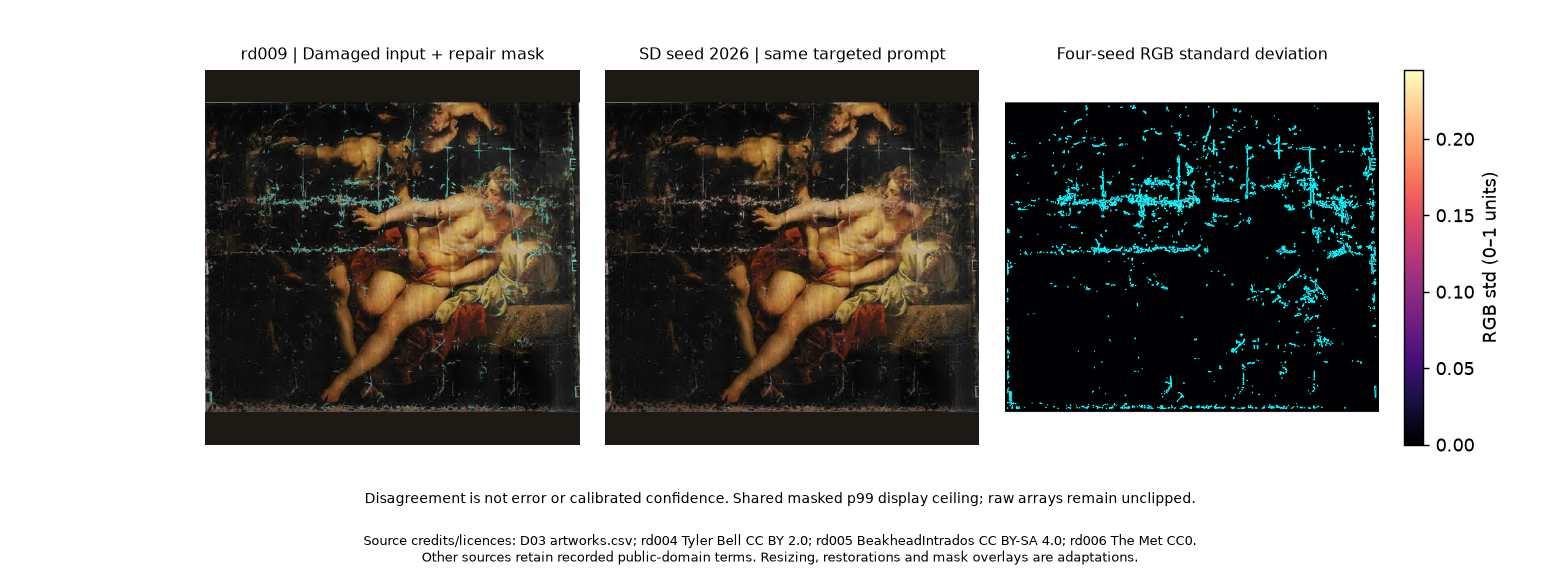 rd009 | Damaged input + repair mask
SD seed 2026 | same targeted prompt
Four-seed RGB standard deviation
0.20
0.15
0.10
0.05
0.00
RGB std (0–1 units)
Disagreement is not error or calibrated confidence. Shared masked p99 display ceiling; raw arrays remain unclipped.
Source credits/licences: D03 artworks.csv; rd004 Tyler Bell CC BY 2.0; rd005 BeakheadIntrados CC BY-SA 4.0; rd006 The Met CC0.
Other sources retain recorded public-domain terms. Resizing, restorations and mask overlays are adaptations.